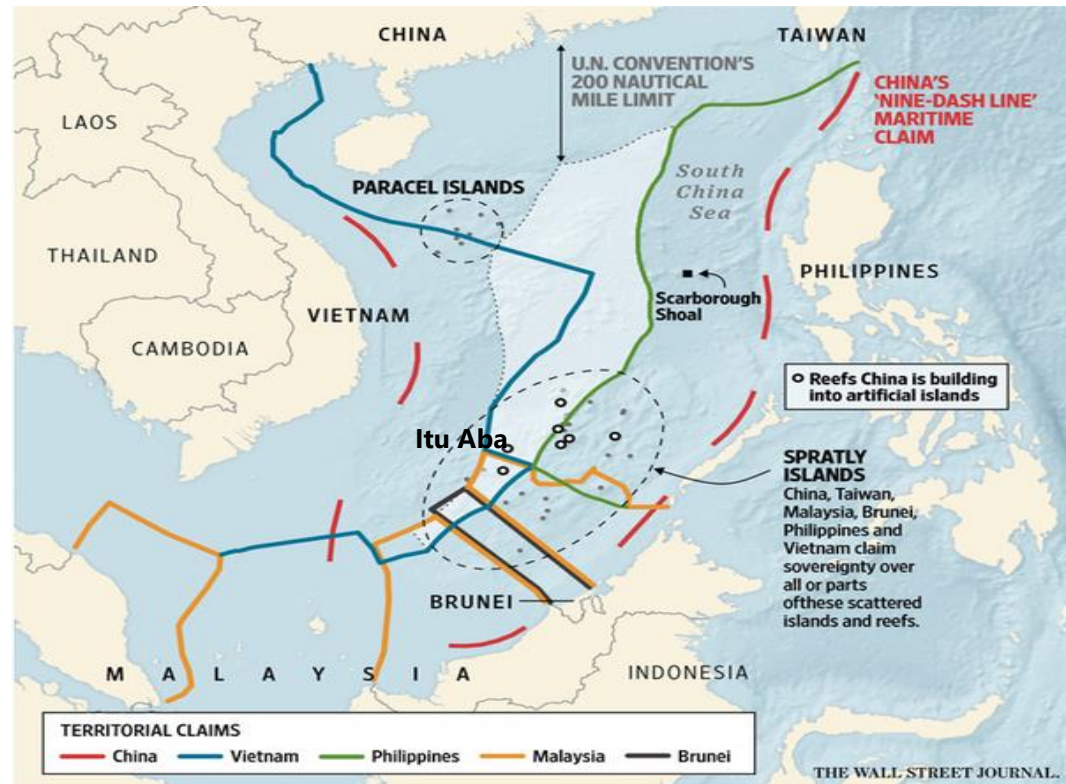 CHINA
TAIWAN
U.N. CONVENTION'S
200 NAUTICAL
MILE LIMIT
CHINA'S
'NINE-DASH LINE'
MARITIME
CLAIM
LAOS
PARACEL ISLANDS
South
China
Sea
THAILAND
PHILIPPINES
Scarborough
Shoal
VIETNAM
CAMBODIA
Reefs China is building
into artificial islands
Itu Aba
SPRATLY
ISLANDS
China, Taiwan,
Malaysia, Brunei,
Philippines and
Vietnam claim
sovereignty over
all or parts
ofthese scattered
islands and reefs.
BRUNEI
MALAYSIA
INDONESIA
TERRITORIAL CLAIMS
China Vietnam Philippines Malaysia Brunei
THE WALL STREET JOURNAL.